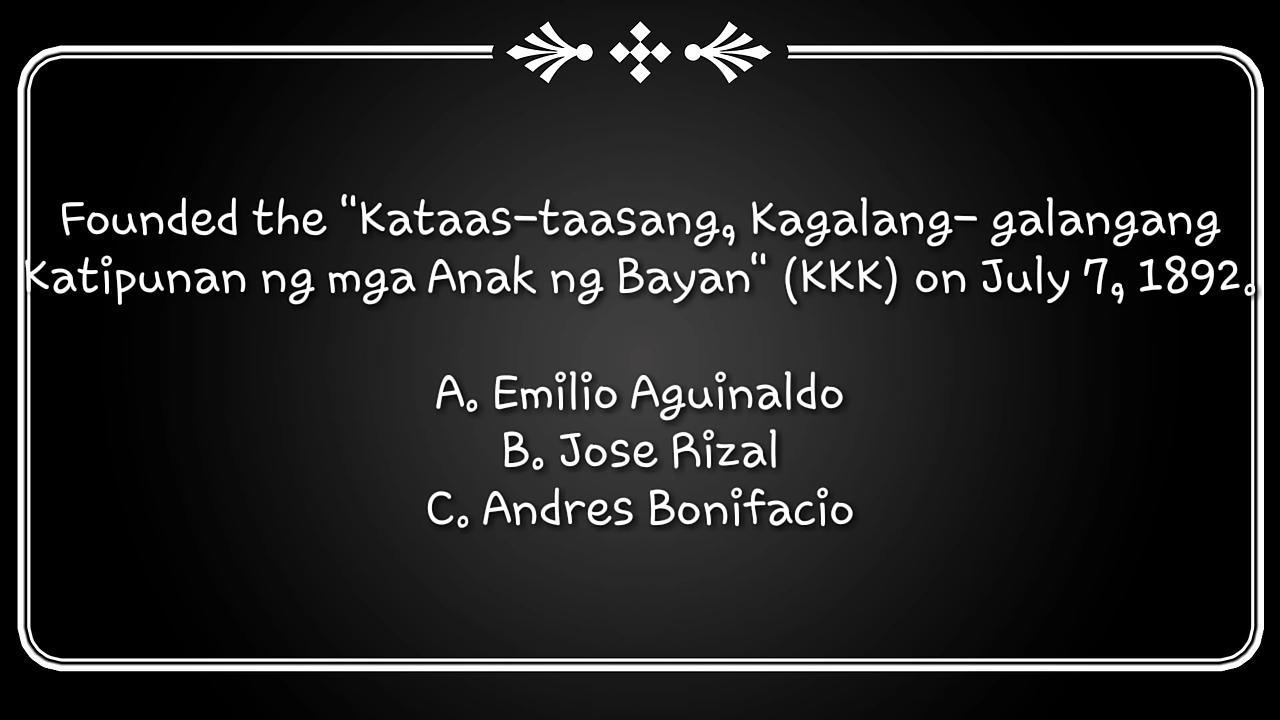 Founded the "Kataas-taasang, Kagalang- galangang
Katipunan ng mga Anak ng Bayan" (KKK) on July 7, 1892.
A. Emilio Aguinaldo
B. Jose Rizal
C. Andres Bonifacio